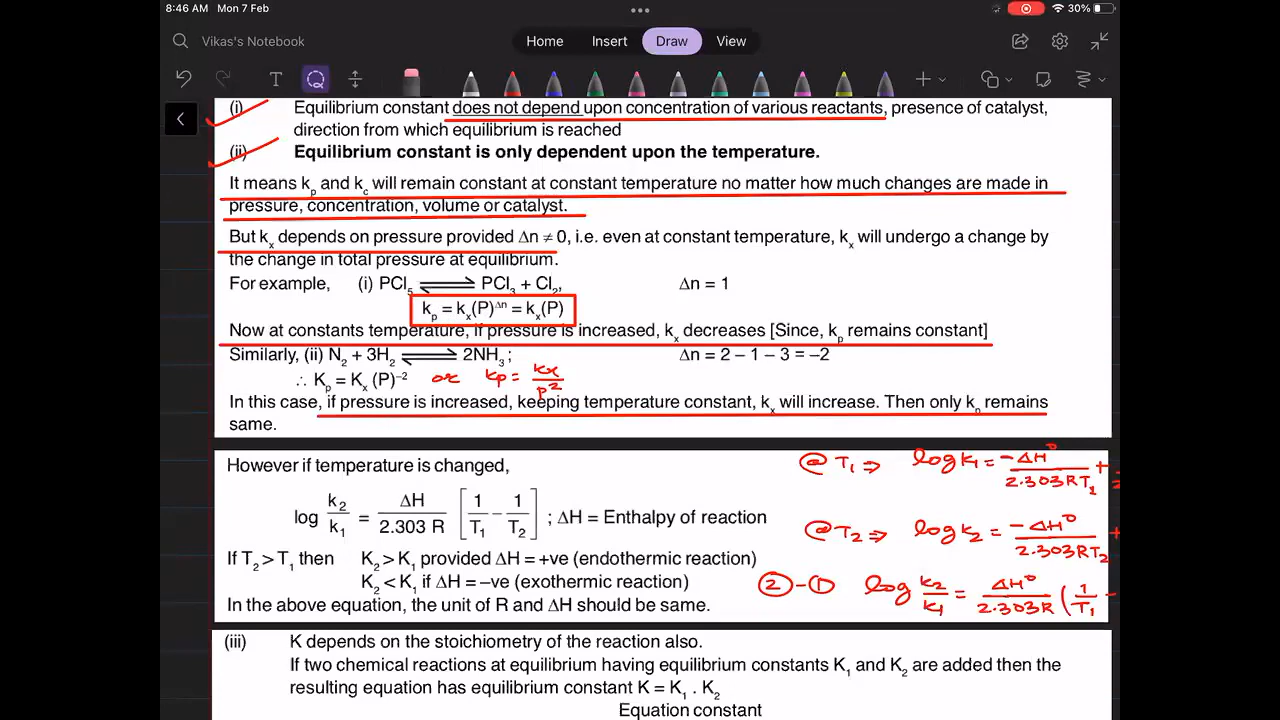 8:46 AM Mon 7 Feb
30%
Vikas's Notebook
Home Insert Draw View
(i) Equilibrium constant does not depend upon concentration of various reactants, presence of catalyst,
direction from which equilibrium is reached
(ii) Equilibrium constant is only dependent upon the temperature.
It means kp and kc will remain constant at constant temperature no matter how much changes are made in
pressure, concentration, volume or catalyst.
But kx depends on pressure provided Δn ≠ 0, i.e. even at constant temperature, kx will undergo a change by
the change in total pressure at equilibrium.
For example, (i) PCl5 ⇌ PCl3 + Cl2, Δn = 1
kp = kx(P)^Δn = kx(P)
Now at constants temperature, if pressure is increased, kx decreases [Since, kp remains constant]
Similarly, (ii) N2 + 3H2 ⇌ 2NH3 ; Δn = 2 – 1 – 3 = –2
∴ Kp = Kx (P)–2 or kp = kx/p2
In this case, if pressure is increased, keeping temperature constant, kx will increase. Then only kp remains
same.
However if temperature is changed,
log k2/k1 = ΔH/2.303 R [1/T1 – 1/T2] ; ΔH = Enthalpy of reaction
If T2 > T1 then K2 > K1 provided ΔH = +ve (endothermic reaction)
K2 < K1 if ΔH = –ve (exothermic reaction)
In the above equation, the unit of R and ΔH should be same.
@ T1 ⇒ log k1 = -ΔH°/2.303RT1 +
@ T2 ⇒ log k2 = -ΔH°/2.303RT2 +
② - ① log k2/k1 = ΔH°/2.303R (1/T1 -
(iii) K depends on the stoichiometry of the reaction also.
If two chemical reactions at equilibrium having equilibrium constants K1 and K2 are added then the
resulting equation has equilibrium constant K = K1 . K2
Equation constant